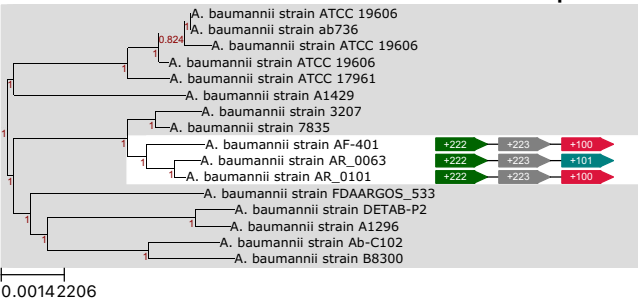 A. baumannii strain ATCC 19606
1
A. baumannii strain ab736
0.824
A. baumannii strain ATCC 19606
1
A. baumannii strain ATCC 19606
1
A. baumannii strain ATCC 17961
1
A. baumannii strain A1429
1
A. baumannii strain 3207
1
A. baumannii strain 7835
1
A. baumannii strain AF-401 +222 +223 +100
1
A. baumannii strain AR_0063 +222 +223 +101
1
A. baumannii strain AR_0101 +222 +223 +100
1
A. baumannii strain FDAARGOS_533
1
A. baumannii strain DETAB-P2
1
A. baumannii strain A1296
1
A. baumannii strain Ab-C102
1
A. baumannii strain B8300
0.00142206